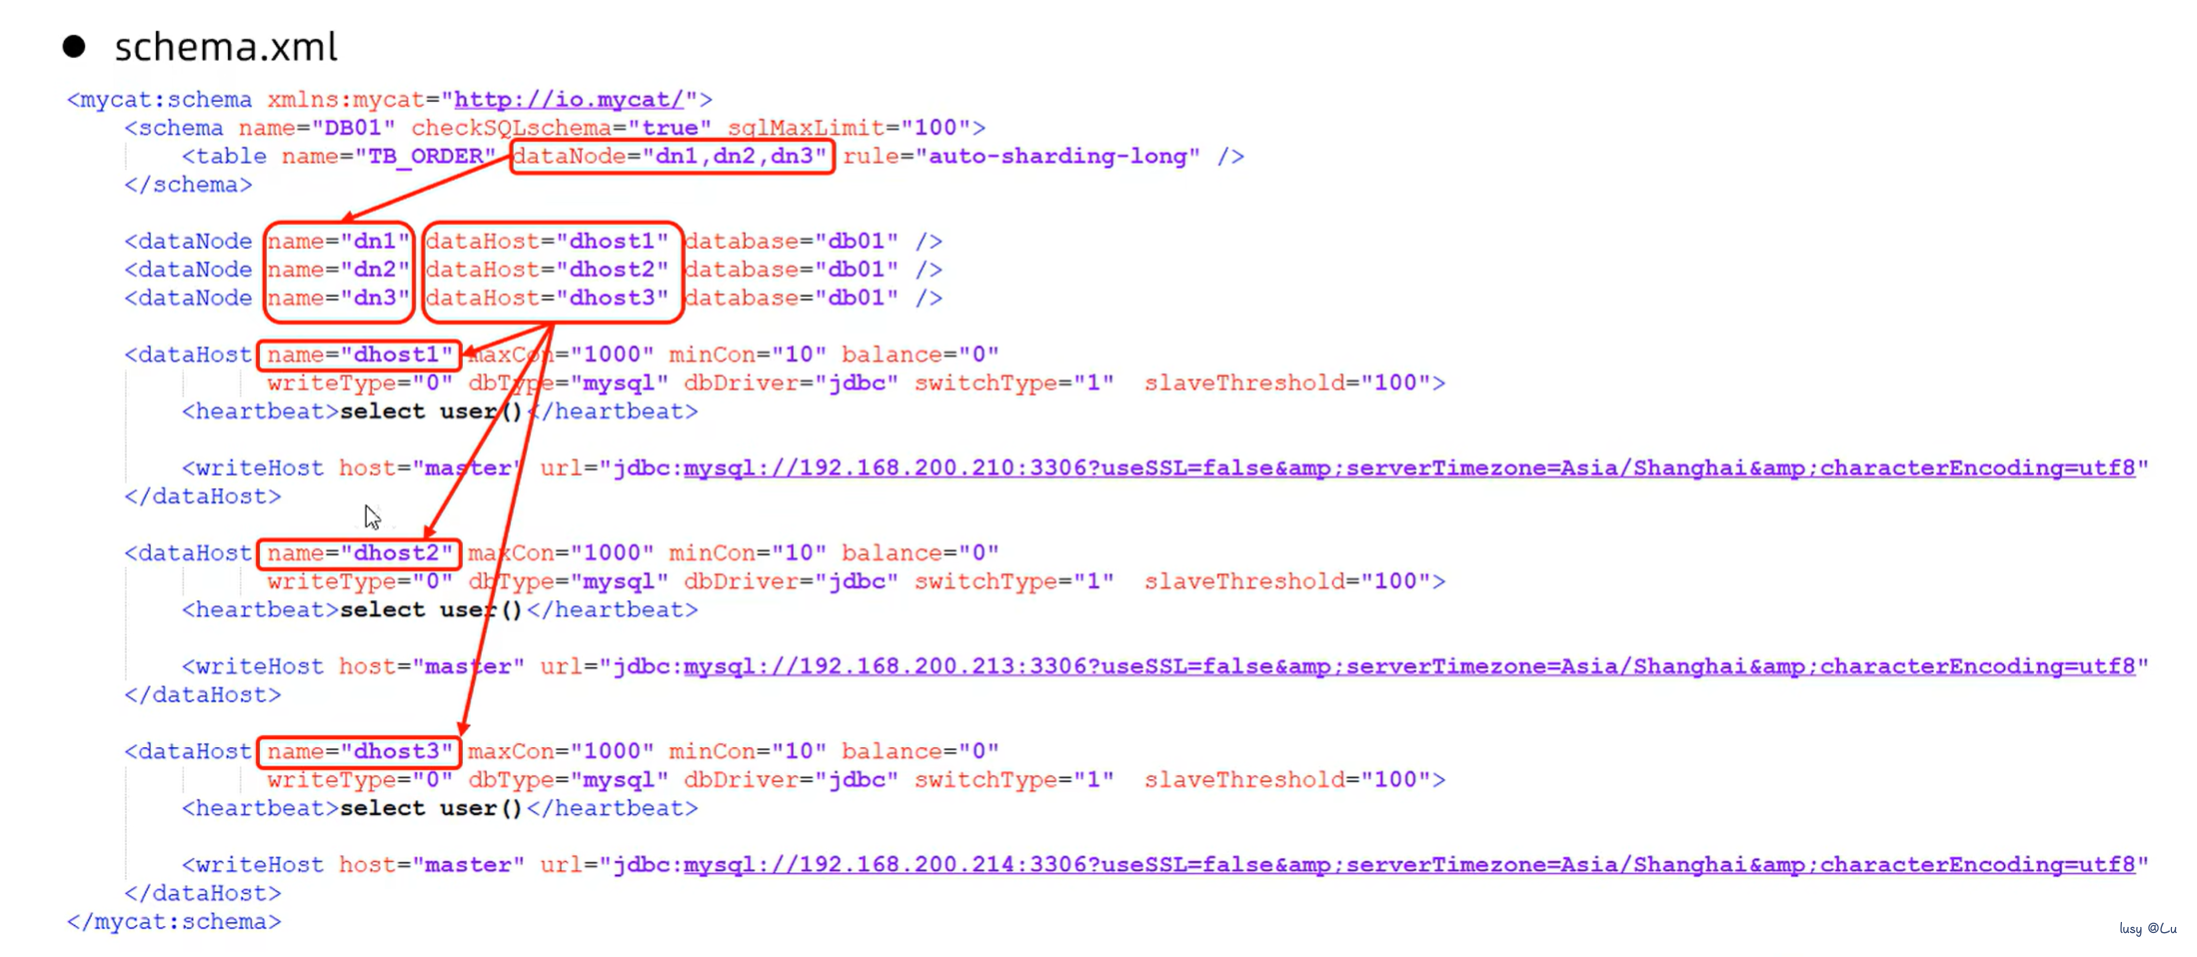 ● schema.xml
<mycat:schema xmlns:mycat="http://io.mycat/">
<schema name="DB01" checkSQLschema="true" sqlMaxLimit="100">
<table name="TB_ORDER" dataNode="dn1,dn2,dn3" rule="auto-sharding-long" />
</schema>
<dataNode name="dn1" dataHost="dhost1" database="db01" />
<dataNode name="dn2" dataHost="dhost2" database="db01" />
<dataNode name="dn3" dataHost="dhost3" database="db01" />
<dataHost name="dhost1" maxCon="1000" minCon="10" balance="0"
writeType="0" dbType="mysql" dbDriver="jdbc" switchType="1" slaveThreshold="100">
<heartbeat>select user()</heartbeat>
<writeHost host="master" url="jdbc:mysql://192.168.200.210:3306?useSSL=false&amp;serverTimezone=Asia/Shanghai&amp;characterEncoding=utf8"
</dataHost>
<dataHost name="dhost2" maxCon="1000" minCon="10" balance="0"
writeType="0" dbType="mysql" dbDriver="jdbc" switchType="1" slaveThreshold="100">
<heartbeat>select user()</heartbeat>
<writeHost host="master" url="jdbc:mysql://192.168.200.213:3306?useSSL=false&amp;serverTimezone=Asia/Shanghai&amp;characterEncoding=utf8"
</dataHost>
<dataHost name="dhost3" maxCon="1000" minCon="10" balance="0"
writeType="0" dbType="mysql" dbDriver="jdbc" switchType="1" slaveThreshold="100">
<heartbeat>select user()</heartbeat>
<writeHost host="master" url="jdbc:mysql://192.168.200.214:3306?useSSL=false&amp;serverTimezone=Asia/Shanghai&amp;characterEncoding=utf8"
</dataHost>
</mycat:schema>
lusy @Lu